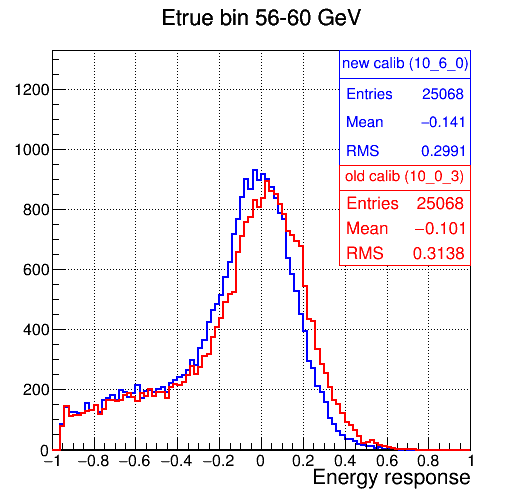 Etrue bin 56-60 GeV
new calib (10_6_0)
Entries 25068
Mean −0.141
RMS 0.2991
old calib (10_0_3)
Entries 25068
Mean −0.101
RMS 0.3138
1200
1000
800
600
400
200
0
−1 −0.8 −0.6 −0.4 −0.2 0 0.2 0.4 0.6 0.8 1
Energy response